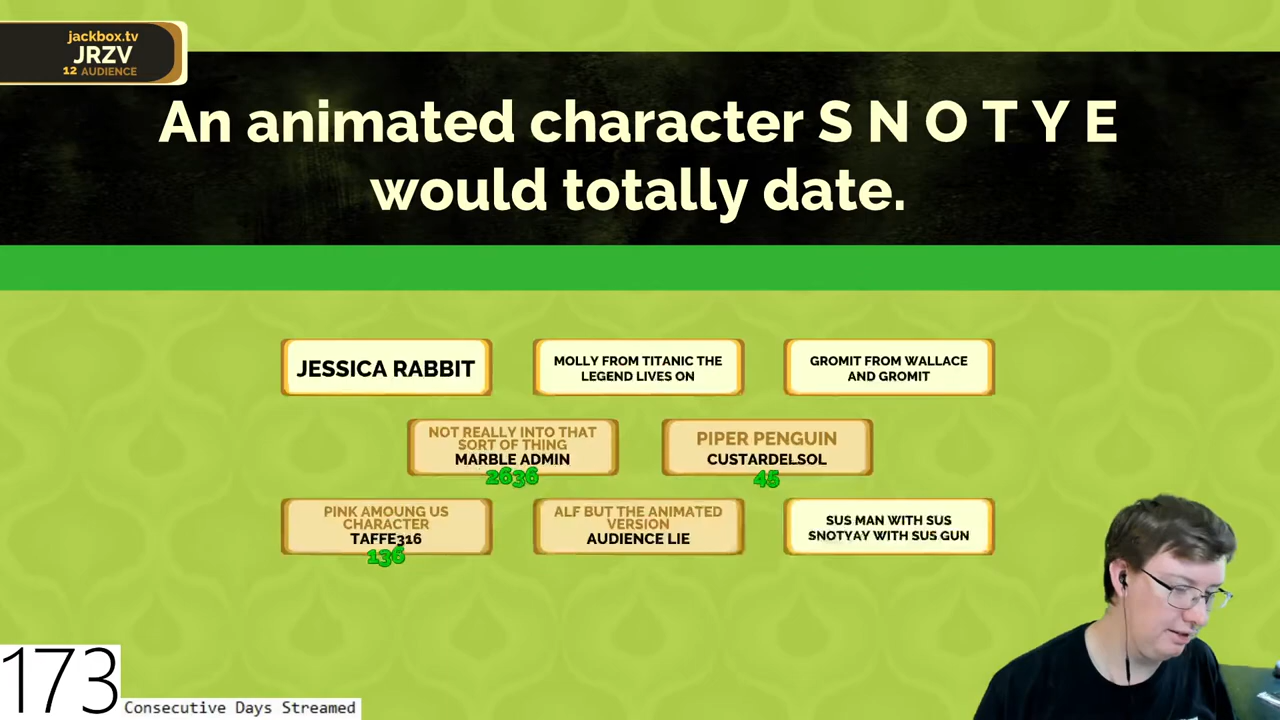 jackbox.tv
JRZV
12 AUDIENCE
An animated character S N O T Y E
would totally date.
JESSICA RABBIT
MOLLY FROM TITANIC THE
LEGEND LIVES ON
GROMIT FROM WALLACE
AND GROMIT
NOT REALLY INTO THAT
SORT OF THING
MARBLE ADMIN
2636
PIPER PENGUIN
CUSTARDELSOL
45
PINK AMOUNG US
CHARACTER
TAFFE316
136
ALF BUT THE ANIMATED
VERSION
AUDIENCE LIE
SUS MAN WITH SUS
SNOTYAY WITH SUS GUN
173
Consecutive Days Streamed